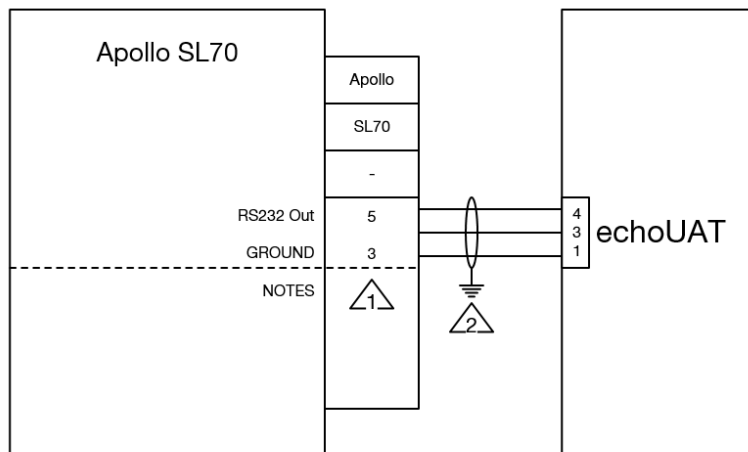 Apollo SL70
Apollo
SL70
-
RS232 Out 5 4
3
GROUND 3 1
echoUAT
NOTES 1
2